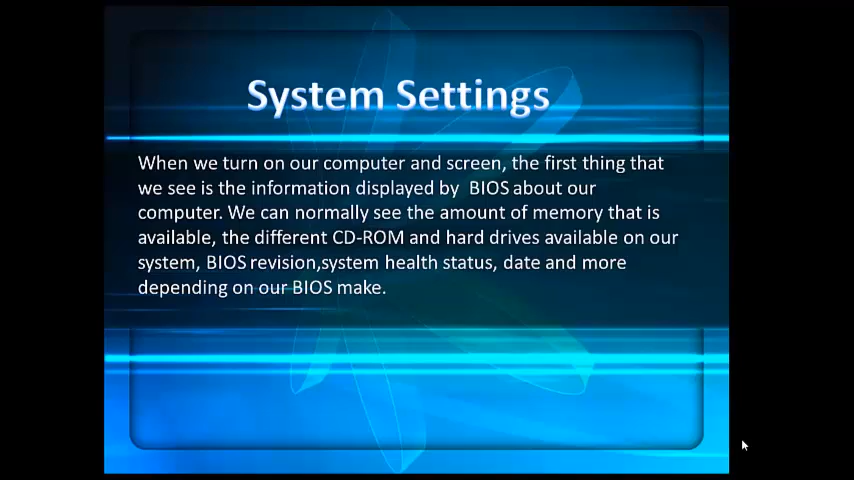 System Settings
When we turn on our computer and screen, the first thing that
we see is the information displayed by  BIOS about our
computer. We can normally see the amount of memory that is
available, the different CD-ROM and hard drives available on our
system, BIOS revision,system health status, date and more
depending on our BIOS make.